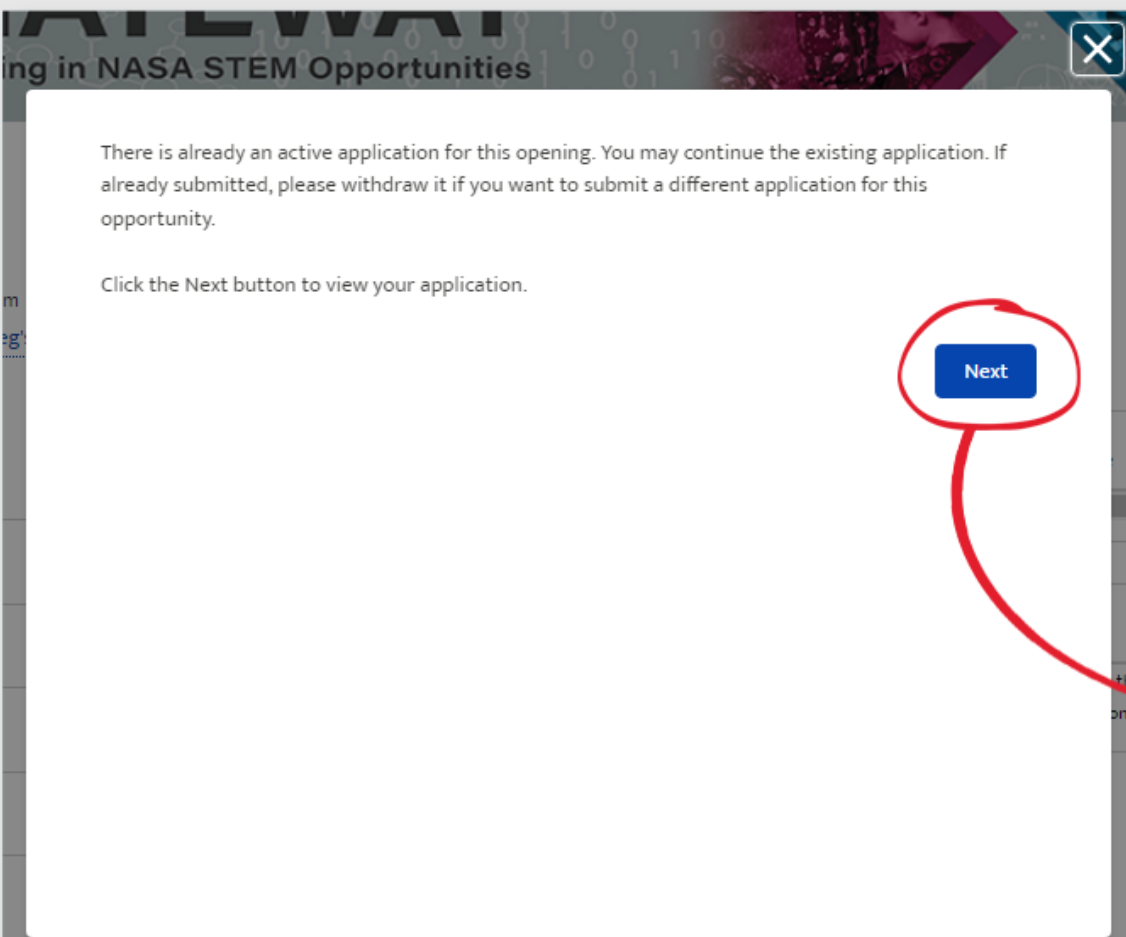 ATEWAY
ing in NASA STEM Opportunities
There is already an active application for this opening. You may continue the existing application. If
already submitted, please withdraw it if you want to submit a different application for this
opportunity.
Click the Next button to view your application.
m
eg's
Next